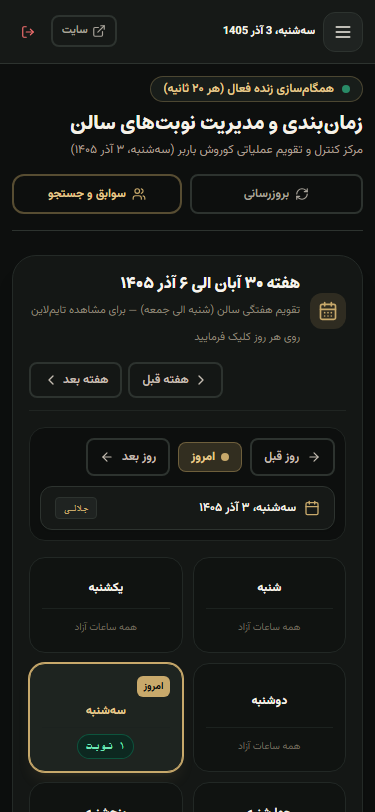 سه‌شنبه، 3 آذر 1405
سایت
همگام‌سازی زنده فعال (هر ۲۰ ثانیه)
زمان‌بندی و مدیریت نوبت‌های سالن
مرکز کنترل و تقویم عملیاتی کوروش باربر (سه‌شنبه، ۳ آذر ۱۴۰۵)
بروزرسانی
سوابق و جستجو
هفته ۳۰ آبان الی ۶ آذر ۱۴۰۵
تقویم هفتگی سالن (شنبه الی جمعه) — برای مشاهده تایم‌لاین
روی هر روز کلیک فرمایید
هفته قبل
هفته بعد
روز قبل
امروز
روز بعد
سه‌شنبه، ۳ آذر ۱۴۰۵
جلالی
شنبه
همه ساعات آزاد
یکشنبه
همه ساعات آزاد
دوشنبه
همه ساعات آزاد
امروز
سه‌شنبه
۱ نوبت